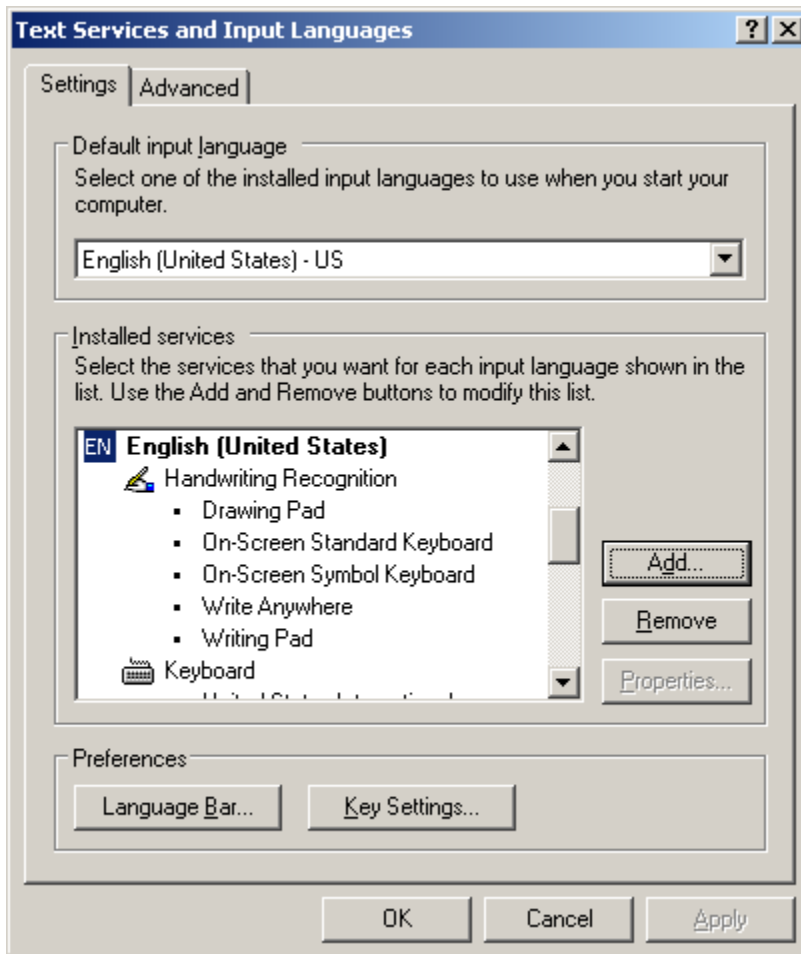 Text Services and Input Languages
Settings
Advanced
Default input language
Select one of the installed input languages to use when you start your
computer.
English (United States) - US
Installed services
Select the services that you want for each input language shown in the
list. Use the Add and Remove buttons to modify this list.
EN English (United States)
Handwriting Recognition
Drawing Pad
On-Screen Standard Keyboard
On-Screen Symbol Keyboard
Write Anywhere
Writing Pad
Keyboard
Add...
Remove
Properties...
Preferences
Language Bar...
Key Settings...
OK
Cancel
Apply